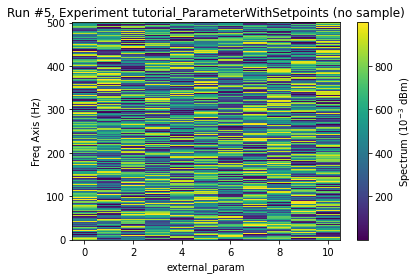 Run #5, Experiment tutorial_ParameterWithSetpoints (no sample)
500
400
300
200
100
0
Freq Axis (Hz)
0 2 4 6 8 10
external_param
800
600
400
200
Spectrum (10⁻³ dBm)